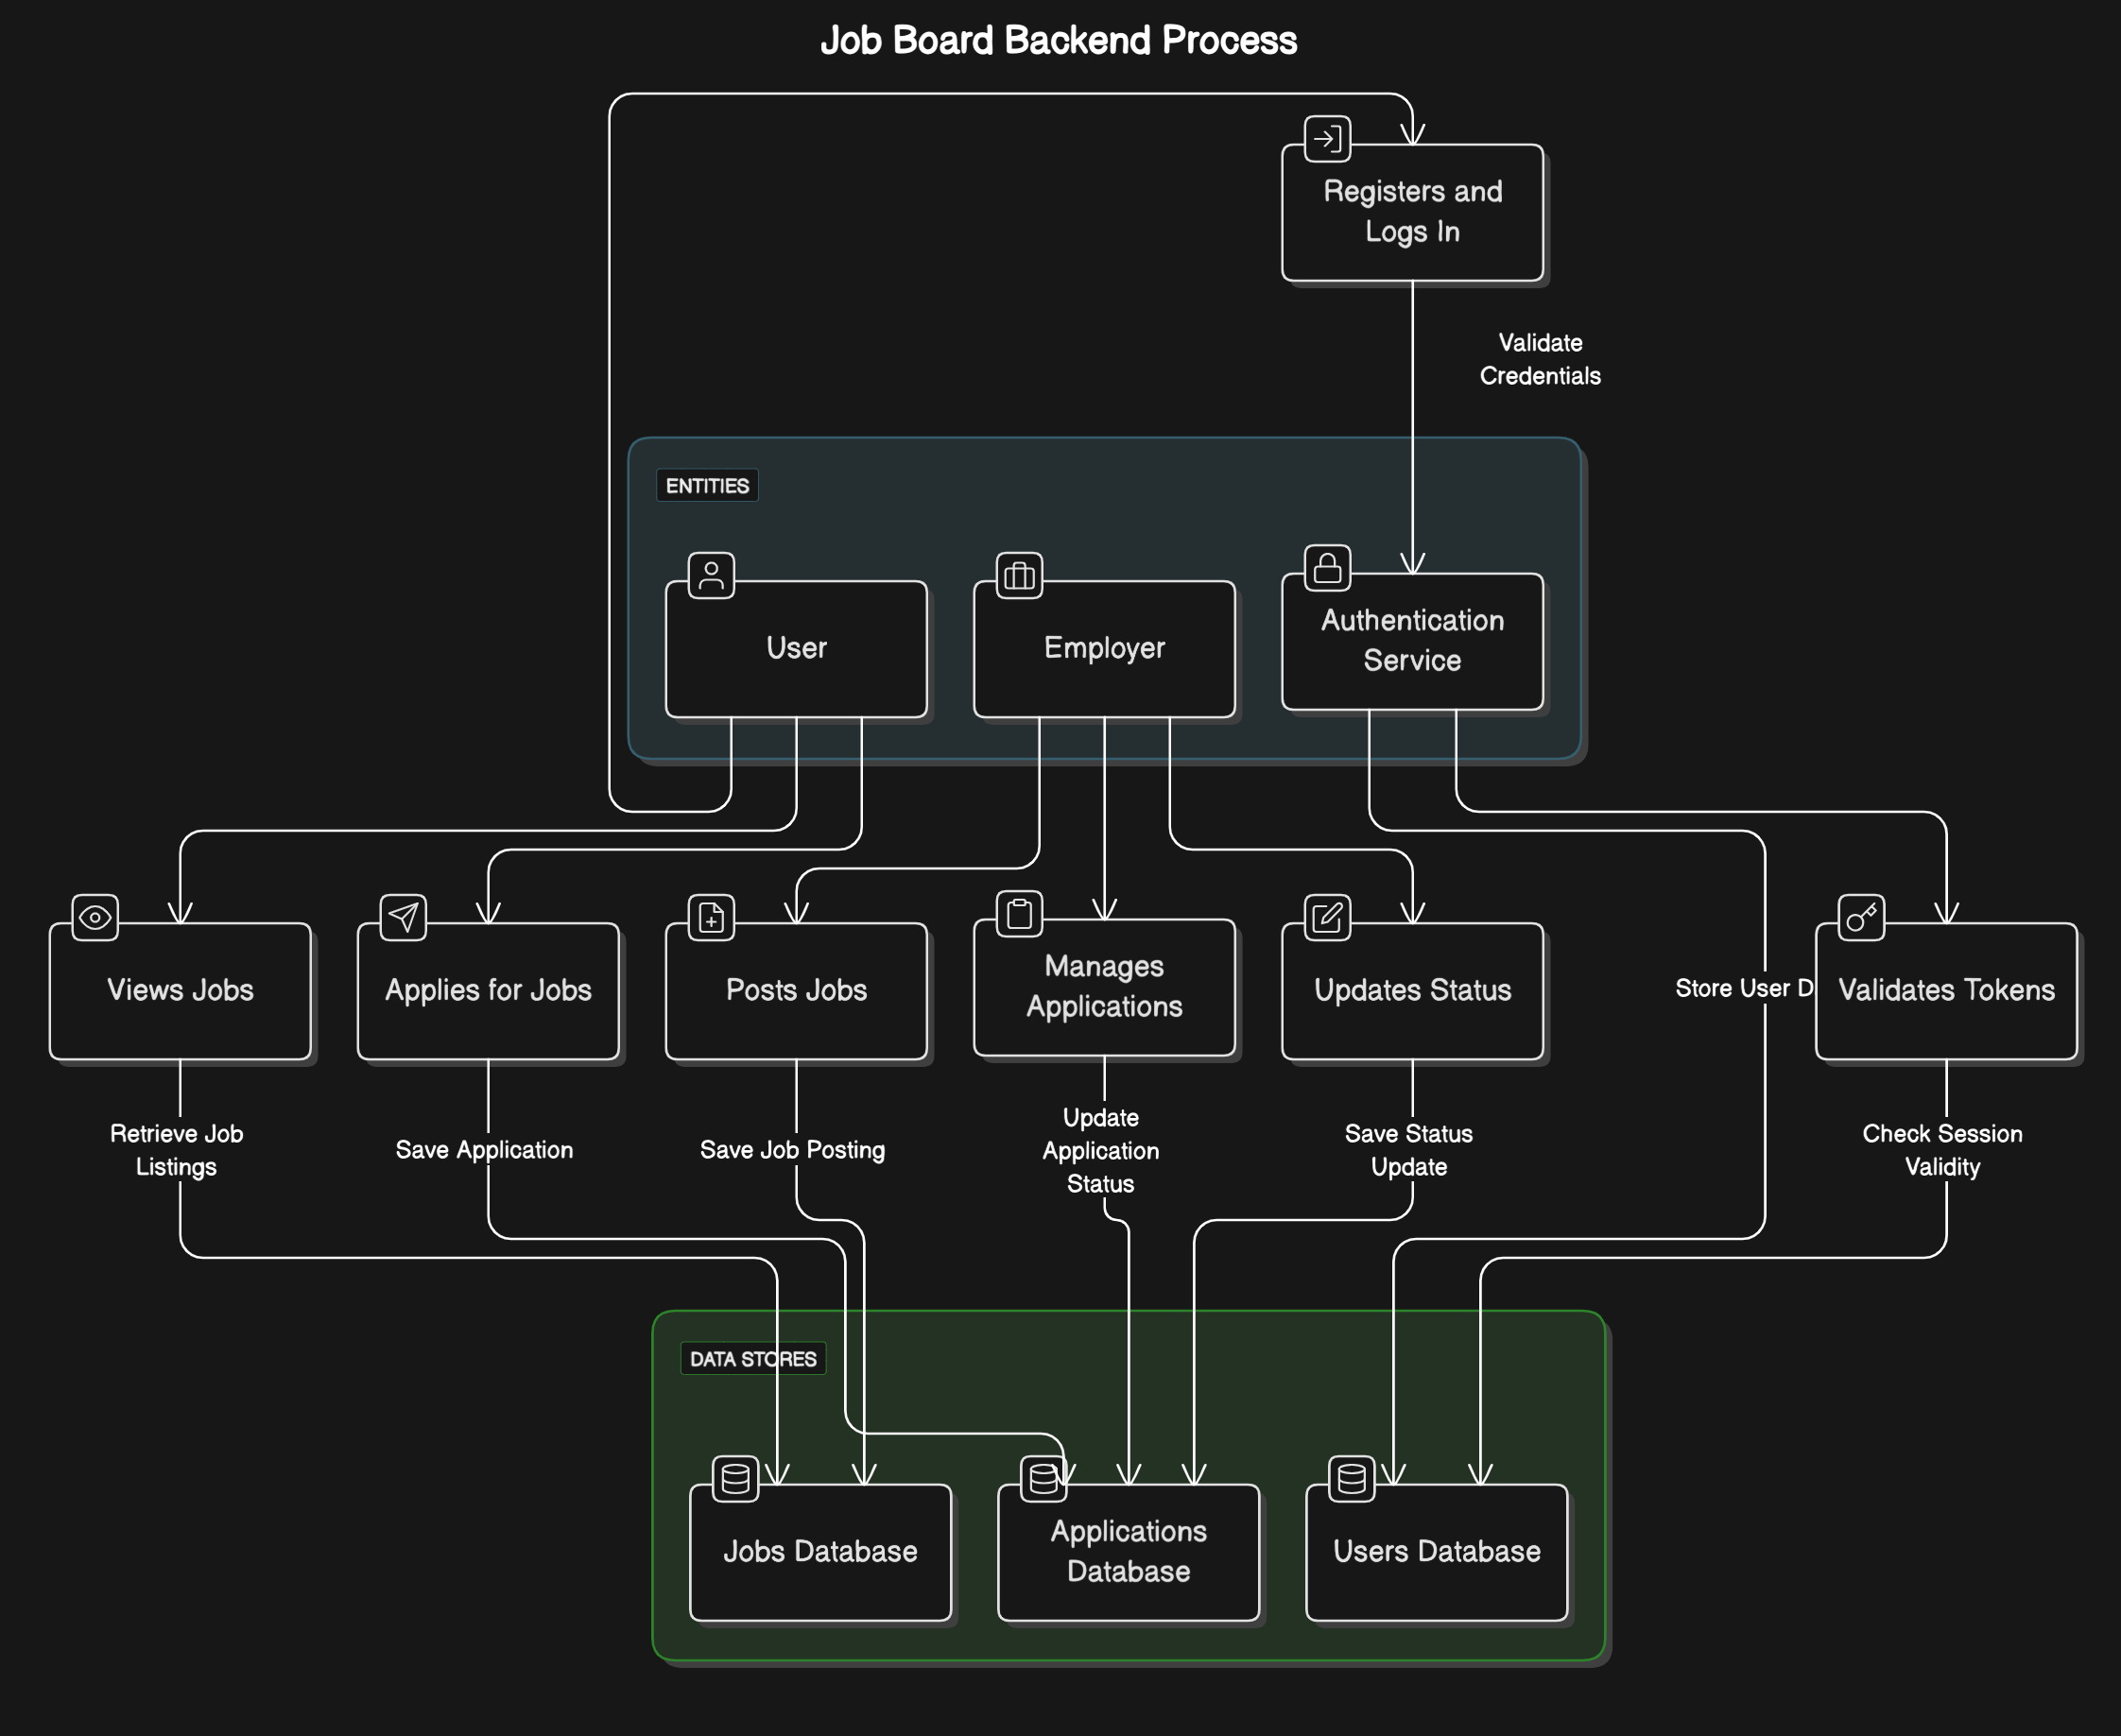 Job Board Backend Process
Registers and
Logs In
Validate
Credentials
ENTITIES
User
Employer
Authentication
Service
Views Jobs
Applies for Jobs
Posts Jobs
Manages
Applications
Updates Status
Store User D
Validates Tokens
Retrieve Job
Listings
Save Application
Save Job Posting
Update
Application
Status
Save Status
Update
Check Session
Validity
DATA STORES
Jobs Database
Applications
Database
Users Database